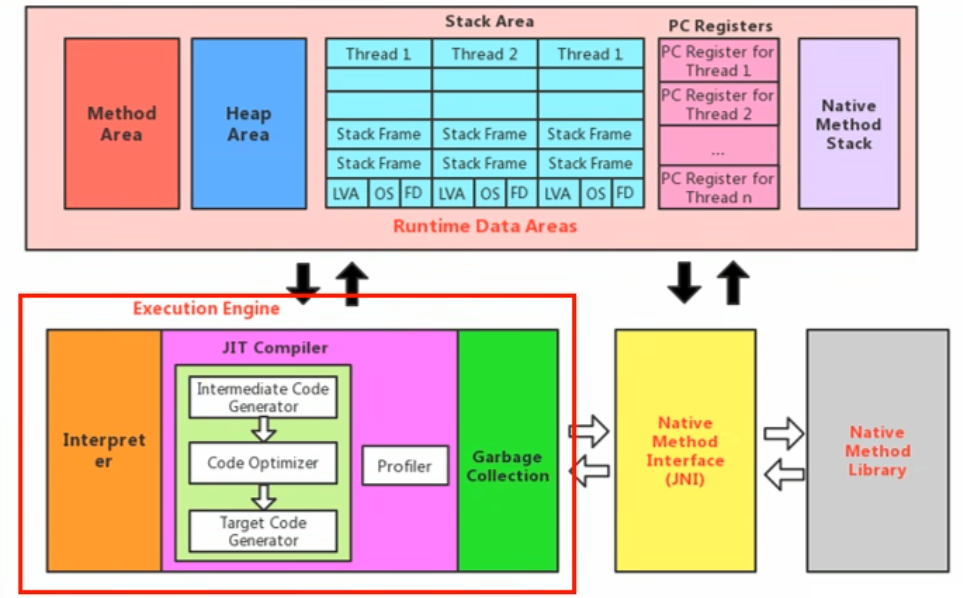 Stack Area
PC Registers
Method
Area
Heap
Area
Thread 1
Thread 2
Thread 1
Stack Frame
Stack Frame
Stack Frame
Stack Frame
Stack Frame
Stack Frame
LVA
OS
FD
LVA
OS
FD
LVA
OS
FD
PC Register for
Thread 1
PC Register for
Thread 2
...
PC Register for
Thread n
Native
Method
Stack
Runtime Data Areas
Execution Engine
Interpret
er
JIT Compiler
Intermediate Code
Generator
Code Optimizer
Target Code
Generator
Profiler
Garbage
Collection
Native
Method
Interface
(JNI)
Native
Method
Library